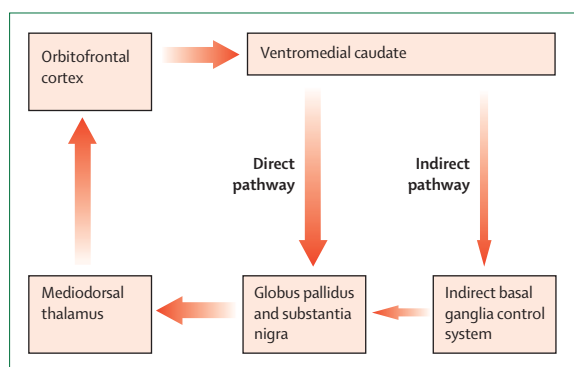 Orbitofrontal
cortex
Ventromedial caudate
Direct
pathway
Indirect
pathway
Mediodorsal
thalamus
Globus pallidus
and substantia
nigra
Indirect basal
ganglia control
system